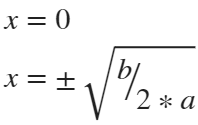 x = 0
x = ± √(b/2 * a)